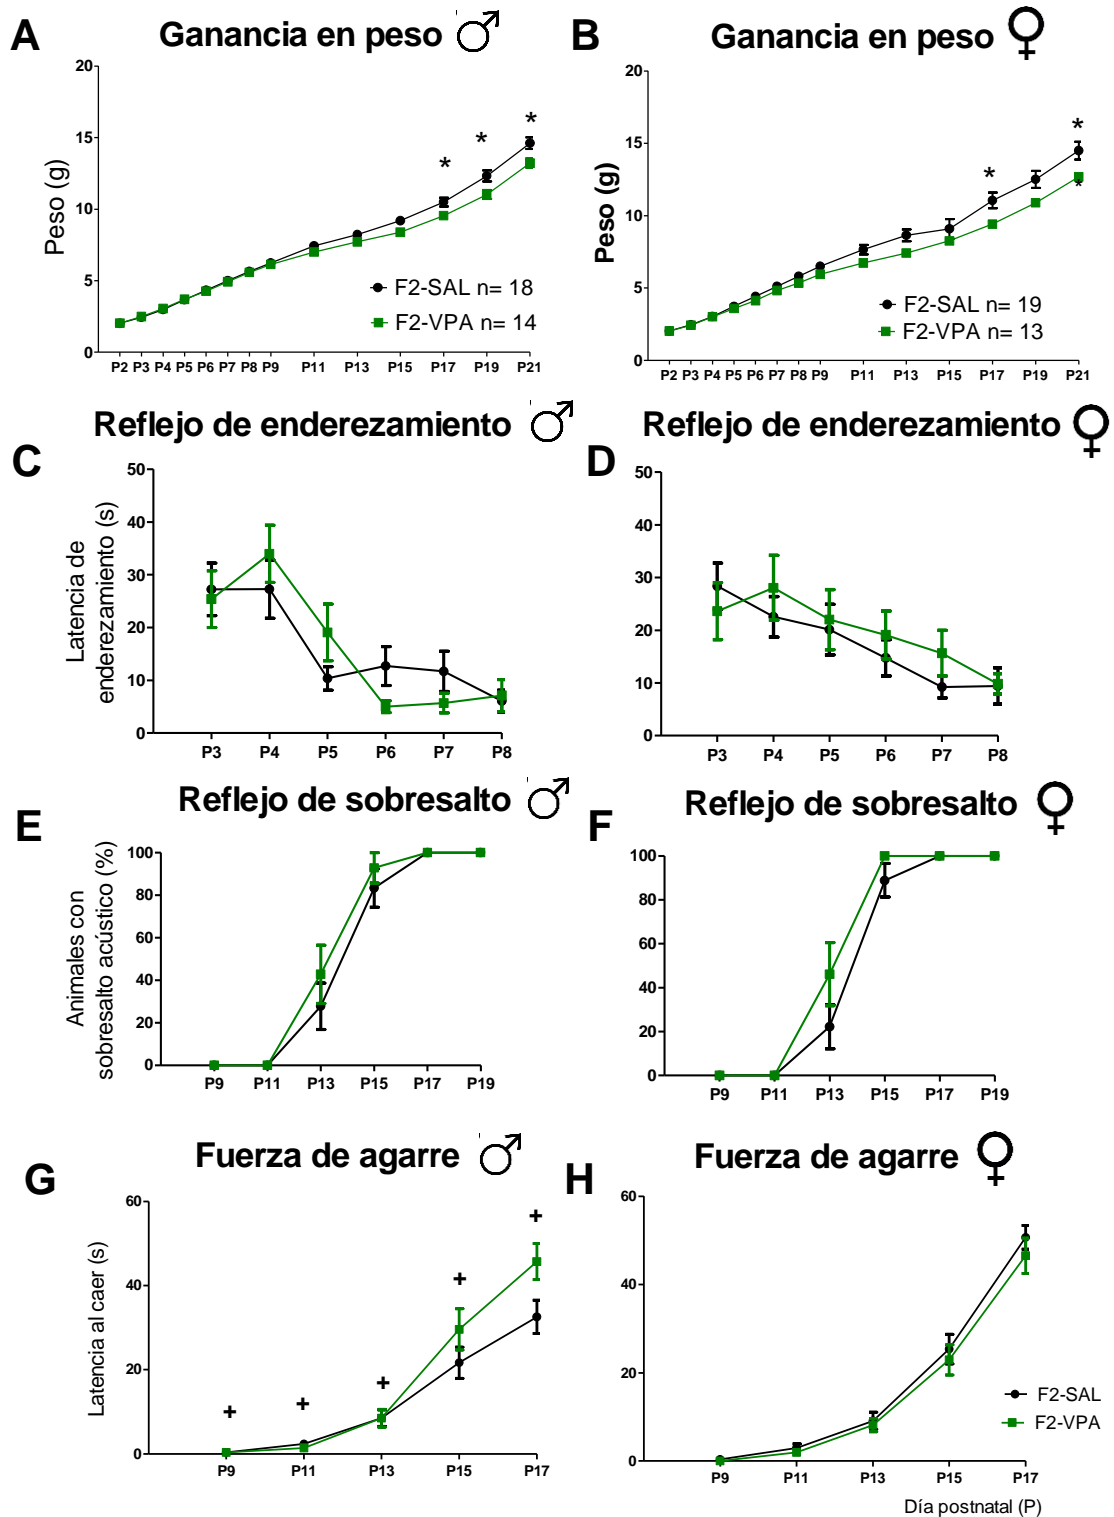 A
Ganancia en peso ♂
Peso (g)
20
15
10
5
0
* * *
F2-SAL n= 18
F2-VPA n= 14
P2 P3 P4 P5 P6 P7 P8 P9 P11 P13 P15 P17 P19 P21
B
Ganancia en peso ♀
Peso (g)
20
15
10
5
0
* * *
F2-SAL n= 19
F2-VPA n= 13
P2 P3 P4 P5 P6 P7 P8 P9 P11 P13 P15 P17 P19 P21
C
Reflejo de enderezamiento ♂
Latencia de
enderezamiento (s)
50
40
30
20
10
0
P3 P4 P5 P6 P7 P8
D
Reflejo de enderezamiento ♀
50
40
30
20
10
0
P3 P4 P5 P6 P7 P8
E
Reflejo de sobresalto ♂
Animales con
sobresalto acústico (%)
100
80
60
40
20
0
P9 P11 P13 P15 P17 P19
F
Reflejo de sobresalto ♀
100
80
60
40
20
0
P9 P11 P13 P15 P17 P19
G
Fuerza de agarre ♂
Latencia al caer (s)
60
40
20
0
+ + + + +
P9 P11 P13 P15 P17
H
Fuerza de agarre ♀
60
40
20
0
F2-SAL
F2-VPA
P9 P11 P13 P15 P17
Día postnatal (P)